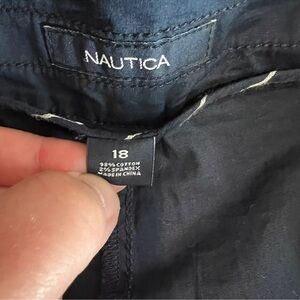 NAUTICA
18
98% COTTON
2% SPANDEX
MADE IN CHINA